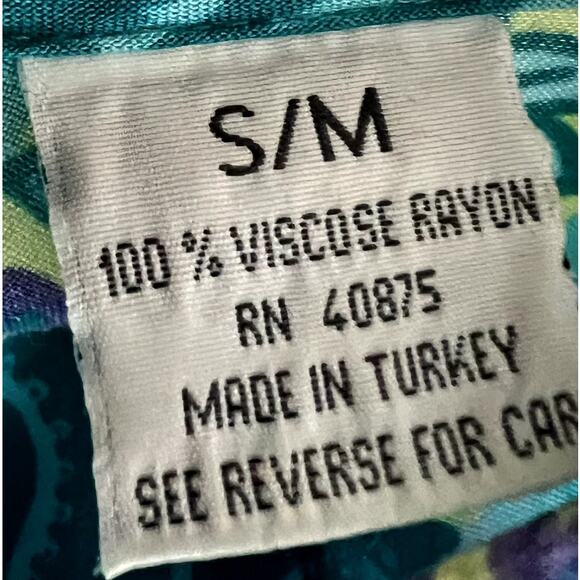 S/M
100 % VISCOSE RAYON
RN 40875
MADE IN TURKEY
SEE REVERSE FOR CAR